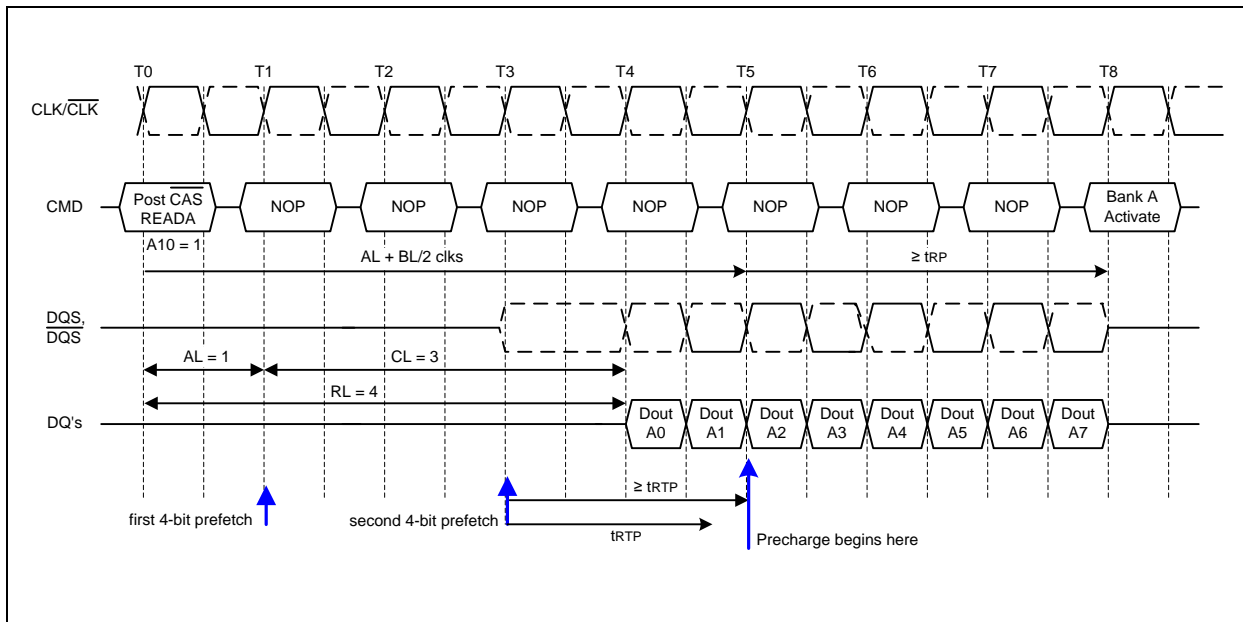 T0 T1 T2 T3 T4 T5 T6 T7 T8
CLK/CLK
CMD
Post CAS
READA
NOP
NOP
NOP
NOP
NOP
NOP
NOP
Bank A
Activate
A10 = 1
AL + BL/2 clks
≥ tRP
DQS,
DQS
AL = 1
CL = 3
RL = 4
DQ's
Dout
A0
Dout
A1
Dout
A2
Dout
A3
Dout
A4
Dout
A5
Dout
A6
Dout
A7
≥ tRTP
first 4-bit prefetch
second 4-bit prefetch
tRTP
Precharge begins here